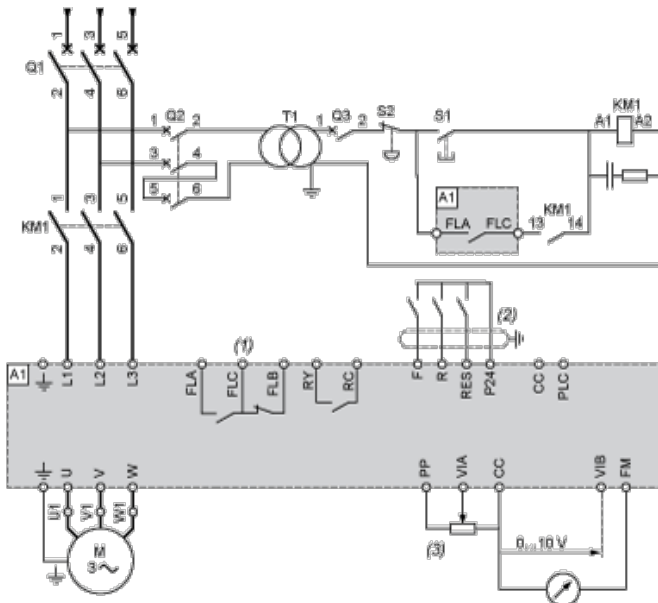 1 3 5
Q1
2 4 6
1 Q2 2 T1 1 Q3 2 S2 S1 A1 KM1 A2
3 4
5 6
A1
FLA FLC 13 KM1 14
1 3 5
KM1
2 4 6
(1) (2)
A1 L1 L2 L3 FLA FLC FLB RY RC F R RES P24 CC PLC
U V W PP VIA CC VIB FM
U1 V1 W1
M
3
(3)
0 ... 10 V